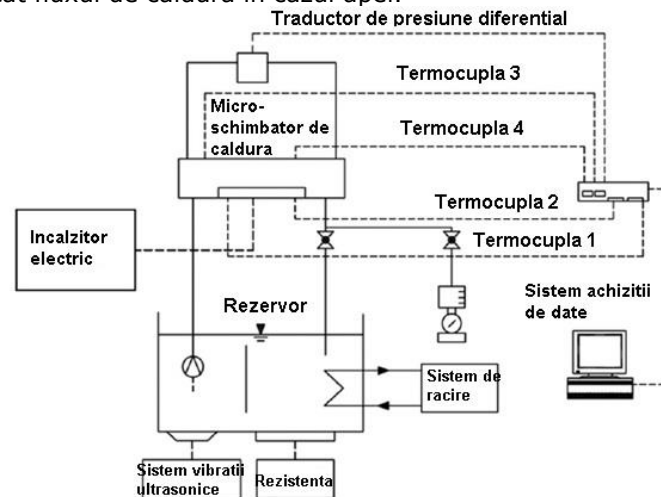 Traductor de presiune diferential
Termocupla 3
Micro-
schimbator de
caldura
Termocupla 4
Termocupla 2
Incalzitor
electric
Termocupla 1
Sistem achizitii
de date
Rezervor
Sistem de
racire
Sistem vibratii
ultrasonice
Rezistenta